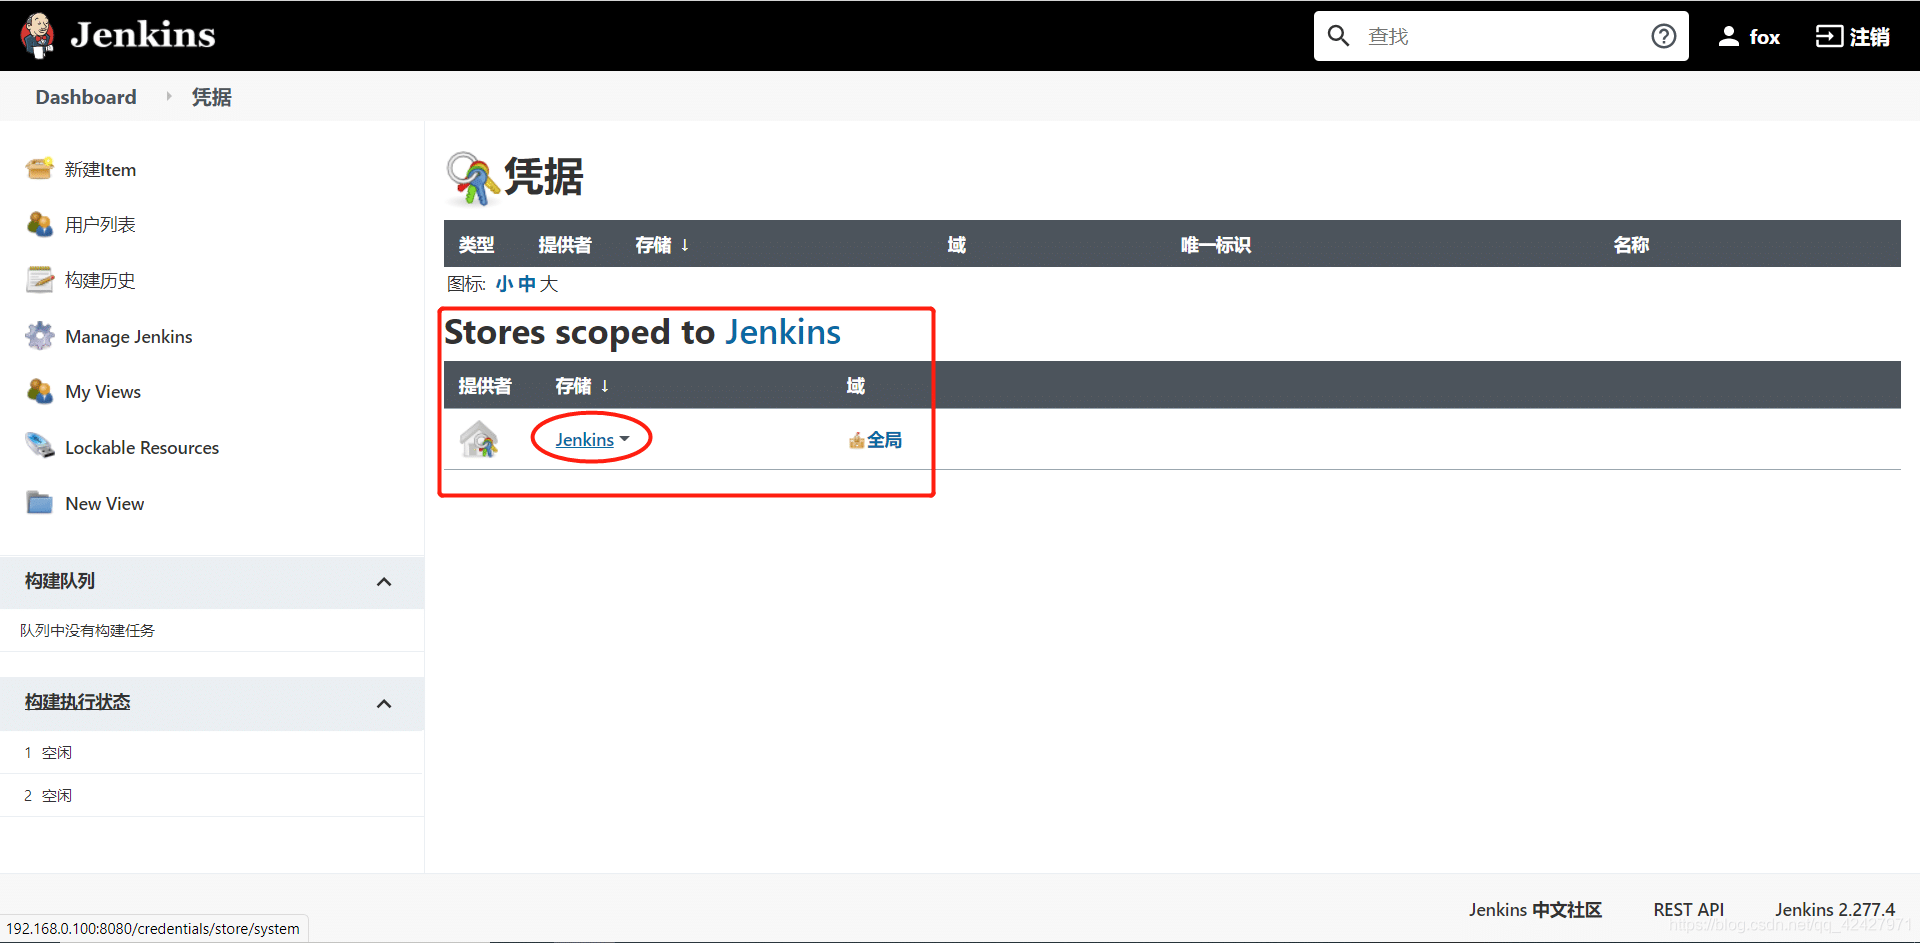 Jenkins
查找
fox
注销
Dashboard 凭据
新建Item
用户列表
构建历史
Manage Jenkins
My Views
Lockable Resources
New View
构建队列
队列中没有构建任务
构建执行状态
1 空闲
2 空闲
凭据
类型 提供者 存储 ↓ 域 唯一标识 名称
图标: 小 中 大
Stores scoped to Jenkins
提供者 存储 ↓ 域
Jenkins 全局
Jenkins 中文社区 REST API Jenkins 2.277.4
https://blog.csdn.net/qq_42427971
192.168.0.100:8080/credentials/store/system